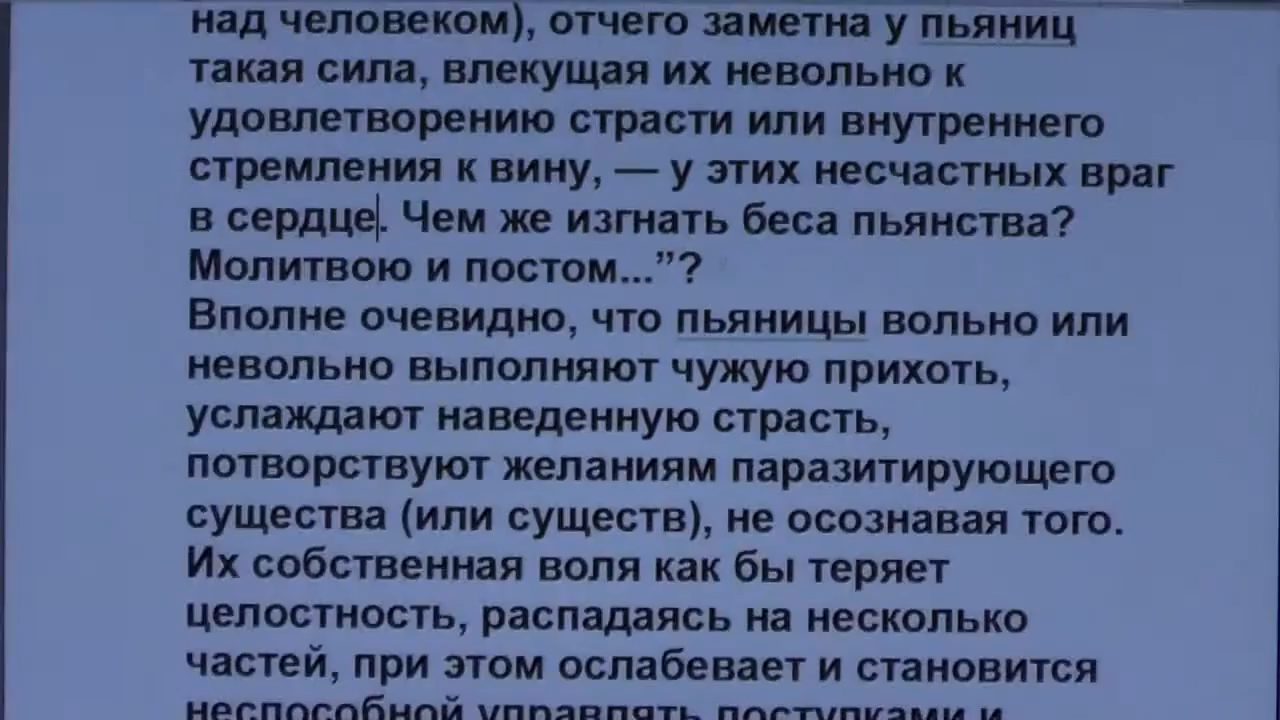 над человеком), отчего заметна у пьяниц
такая сила, влекущая их невольно к
удовлетворению страсти или внутреннего
стремления к вину, — у этих несчастных враг
в сердце. Чем же изгнать беса пьянства?
Молитвою и постом...”?
Вполне очевидно, что пьяницы вольно или
невольно выполняют чужую прихоть,
услаждают наведенную страсть,
потворствуют желаниям паразитирующего
существа (или существ), не осознавая того.
Их собственная воля как бы теряет
целостность, распадаясь на несколько
частей, при этом ослабевает и становится
неспособной управлять поступками и